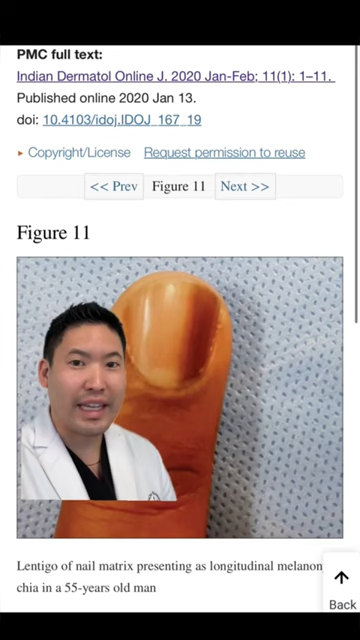 PMC full text:
Indian Dermatol Online J. 2020 Jan-Feb; 11(1): 1–11.
Published online 2020 Jan 13.
doi: 10.4103/idoj.IDOJ_167_19
▸ Copyright/License Request permission to reuse
<< Prev Figure 11 Next >>
Figure 11
Lentigo of nail matrix presenting as longitudinal melanon
chia in a 55-years old man
Back